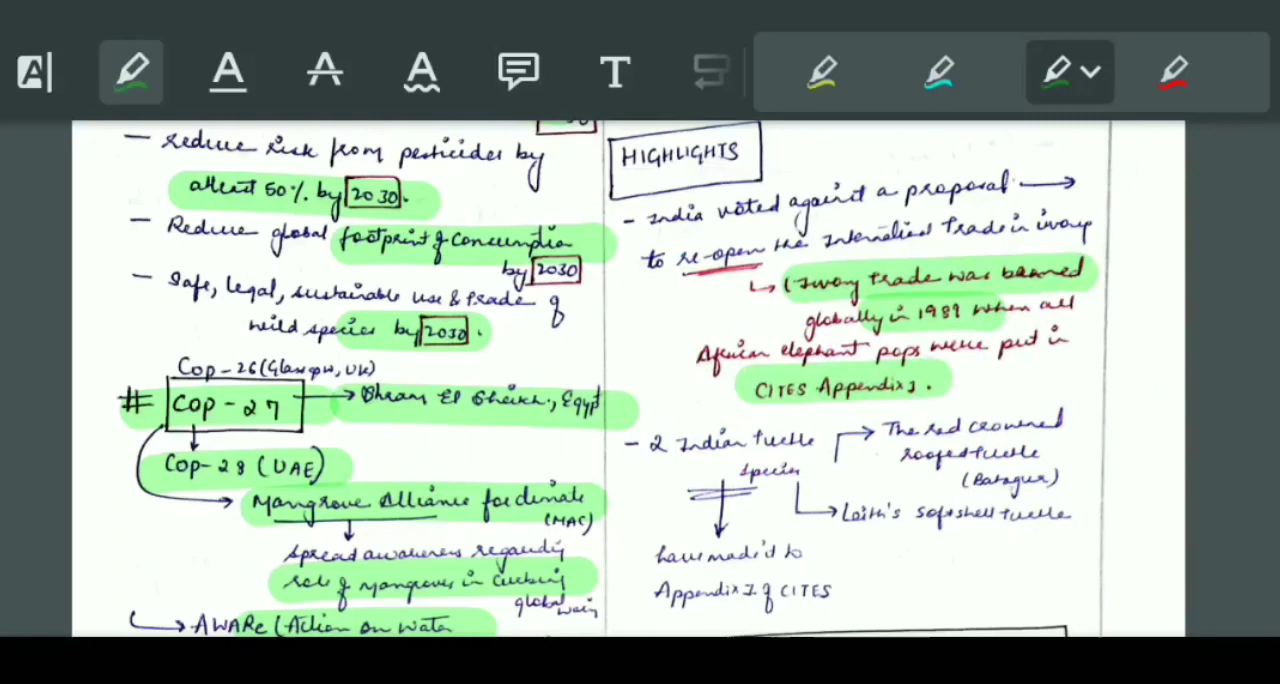 A
A
A
A
T
- Reduce risk from pesticides by
atleast 50% by 2030.
- Reduce global footprint of consumption
by 2030
- Safe, legal, sustainable use & trade of
wild species by 2030.
COP-26 (Glasgow, UK)
# COP-27 → Sharm El Sheikh, Egypt
COP-28 (UAE)
→ Mangrove Alliance for climate
(MAC)
spread awareness regarding
role of Mangroves in curbing
global warming
→ AWARe (Action on Water
HIGHLIGHTS
- India voted against a proposal →
to re-open the International Trade in ivory
↳ (Ivory trade was banned
globally in 1989 when all
African elephant pops were put in
CITES Appendix I.
- 2 Indian turtle → The red crowned
species roofed turtle
(Batagur)
→ Leith's softshell turtle
have made it to
Appendix I of CITES